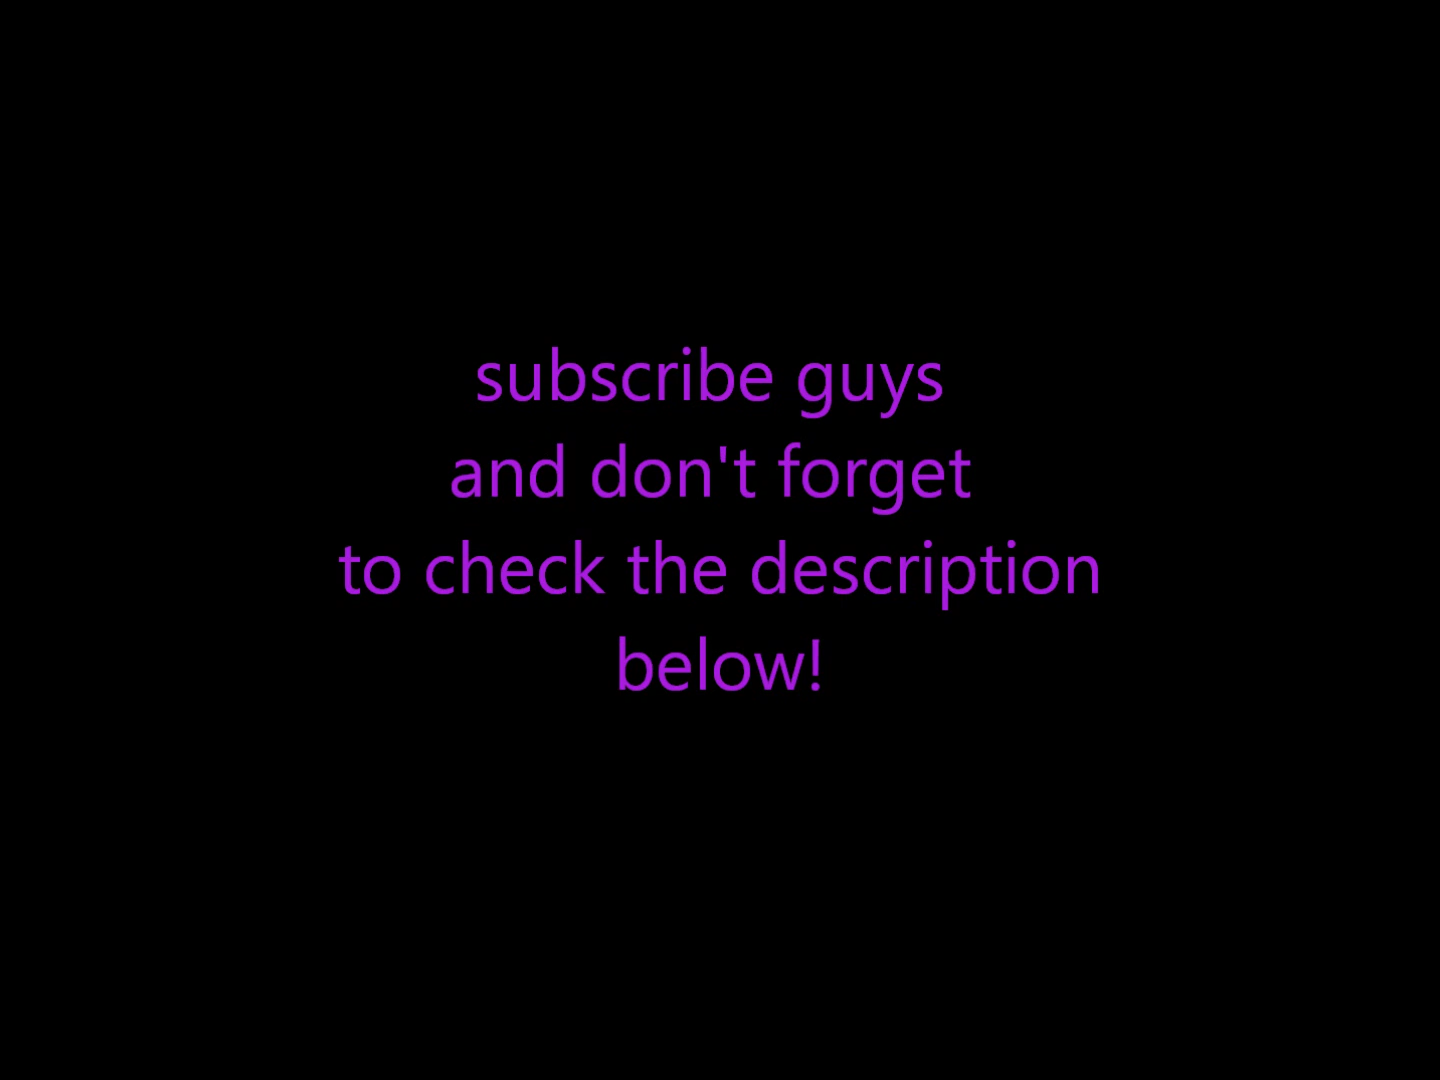 subscribe guys
and don't forget
to check the description
below!